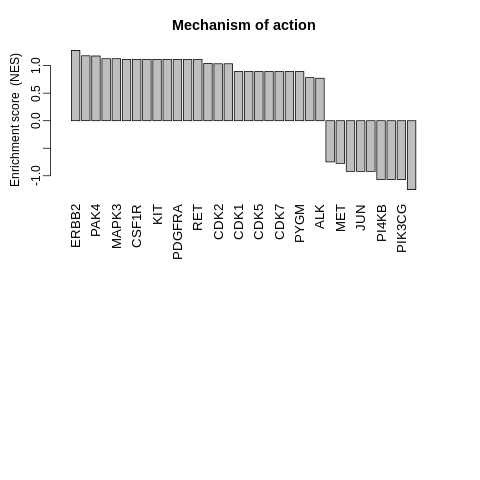 Mechanism of action
Enrichment score  (NES)
1.0
0.5
0.0
-1.0
ERBB2
PAK4
MAPK3
CSF1R
KIT
PDGFRA
RET
CDK2
CDK1
CDK5
CDK7
PYGM
ALK
MET
JUN
PI4KB
PIK3CG